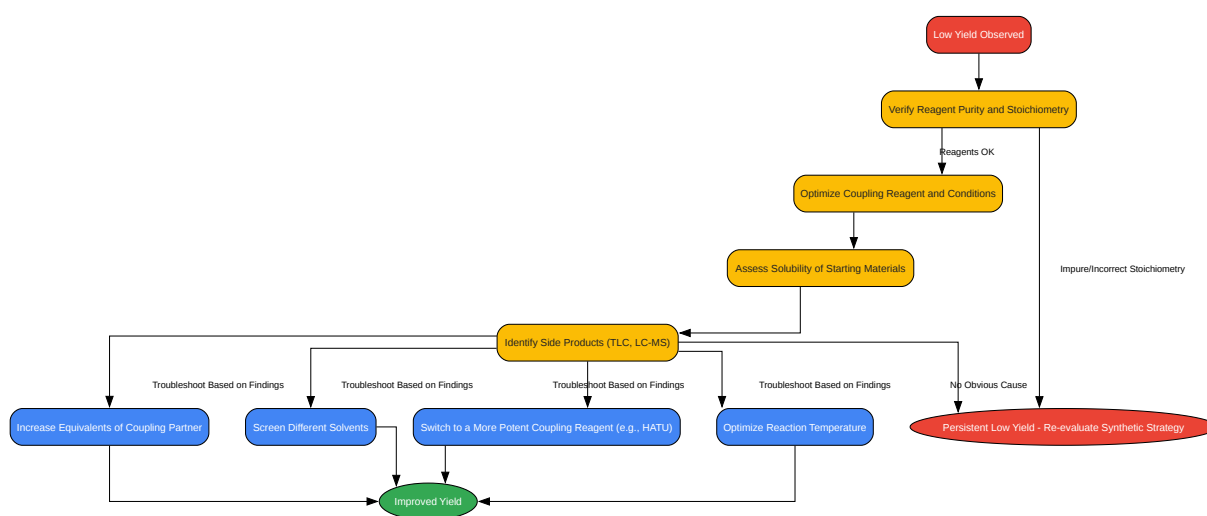 Low Yield Observed
Verify Reagent Purity and Stoichiometry
Reagents OK
Optimize Coupling Reagent and Conditions
Assess Solubility of Starting Materials
Impure/Incorrect Stoichiometry
Identify Side Products (TLC, LC-MS)
Troubleshoot Based on Findings
Troubleshoot Based on Findings
Troubleshoot Based on Findings
Troubleshoot Based on Findings
No Obvious Cause
Increase Equivalents of Coupling Partner
Screen Different Solvents
Switch to a More Potent Coupling Reagent (e.g., HATU)
Optimize Reaction Temperature
Persistent Low Yield - Re-evaluate Synthetic Strategy
Improved Yield